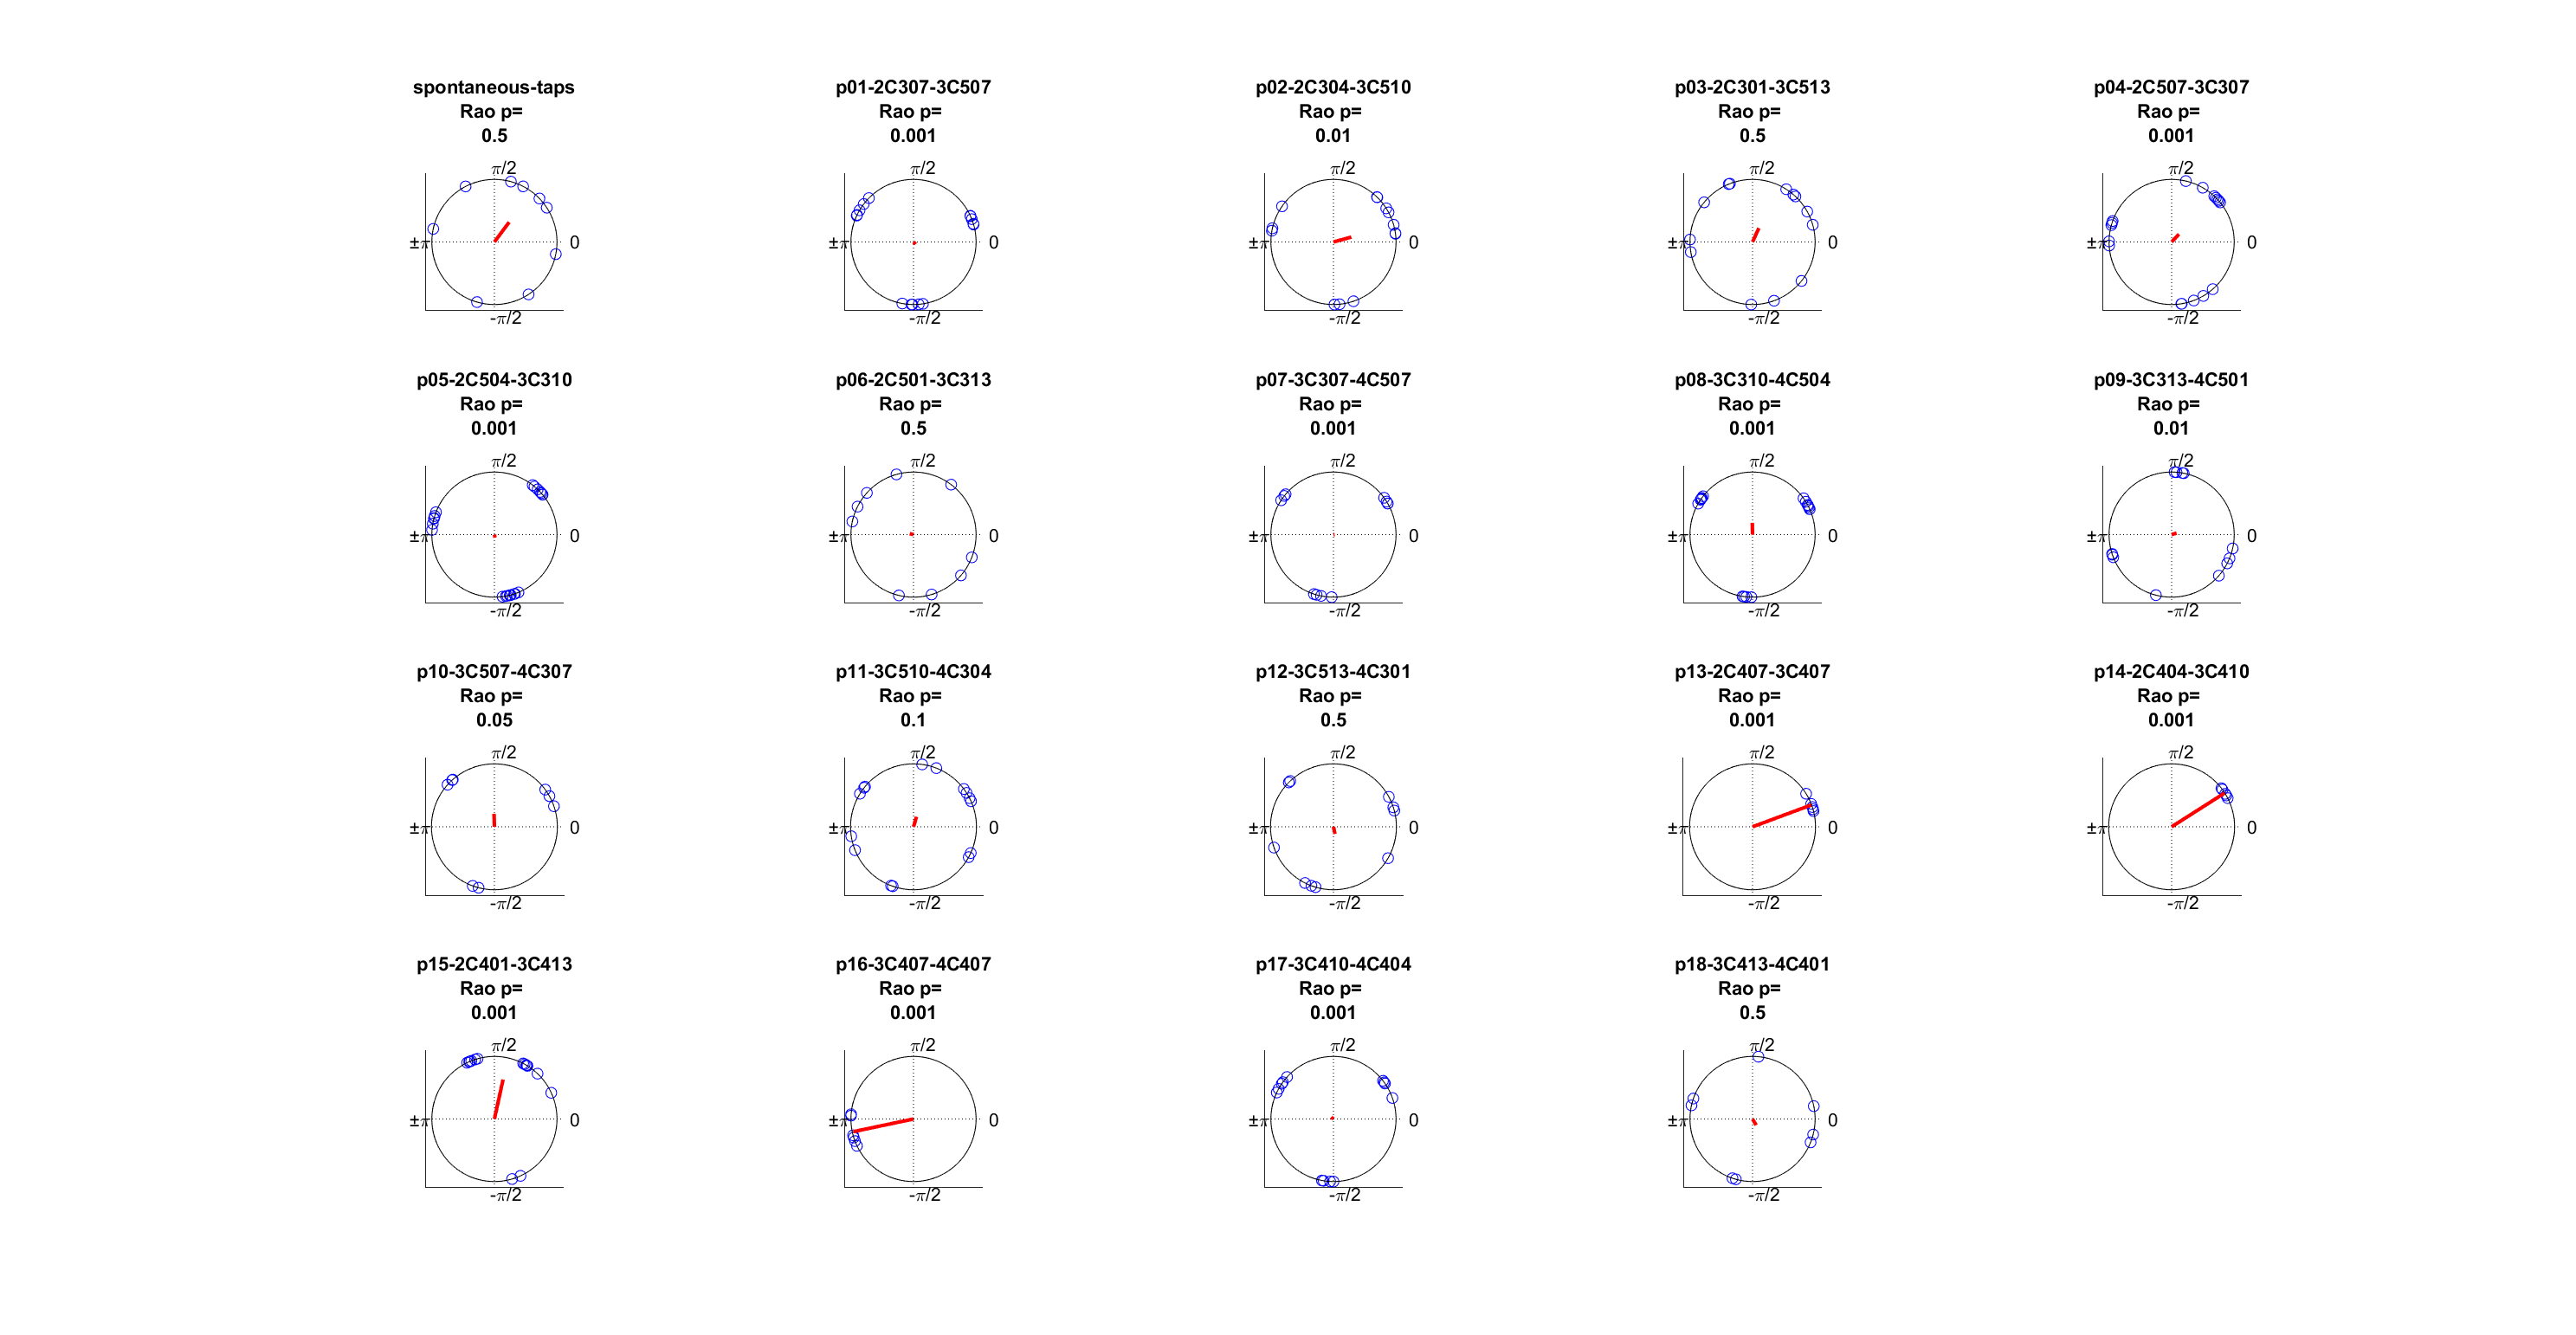 spontaneous-taps
Rao p=
0.5
π/2
±π
0
-π/2
p01-2C307-3C507
Rao p=
0.001
π/2
±π
0
-π/2
p02-2C304-3C510
Rao p=
0.01
π/2
±π
0
-π/2
p03-2C301-3C513
Rao p=
0.5
π/2
±π
0
-π/2
p04-2C507-3C307
Rao p=
0.001
π/2
±π
0
-π/2
p05-2C504-3C310
Rao p=
0.001
π/2
±π
0
-π/2
p06-2C501-3C313
Rao p=
0.5
π/2
±π
0
-π/2
p07-3C307-4C507
Rao p=
0.001
π/2
±π
0
-π/2
p08-3C310-4C504
Rao p=
0.001
π/2
±π
0
-π/2
p09-3C313-4C501
Rao p=
0.01
π/2
±π
0
-π/2
p10-3C507-4C307
Rao p=
0.05
π/2
±π
0
-π/2
p11-3C510-4C304
Rao p=
0.1
π/2
±π
0
-π/2
p12-3C513-4C301
Rao p=
0.5
π/2
±π
0
-π/2
p13-2C407-3C407
Rao p=
0.001
π/2
±π
0
-π/2
p14-2C404-3C410
Rao p=
0.001
π/2
±π
0
-π/2
p15-2C401-3C413
Rao p=
0.001
π/2
±π
0
-π/2
p16-3C407-4C407
Rao p=
0.001
π/2
±π
0
-π/2
p17-3C410-4C404
Rao p=
0.001
π/2
±π
0
-π/2
p18-3C413-4C401
Rao p=
0.5
π/2
±π
0
-π/2